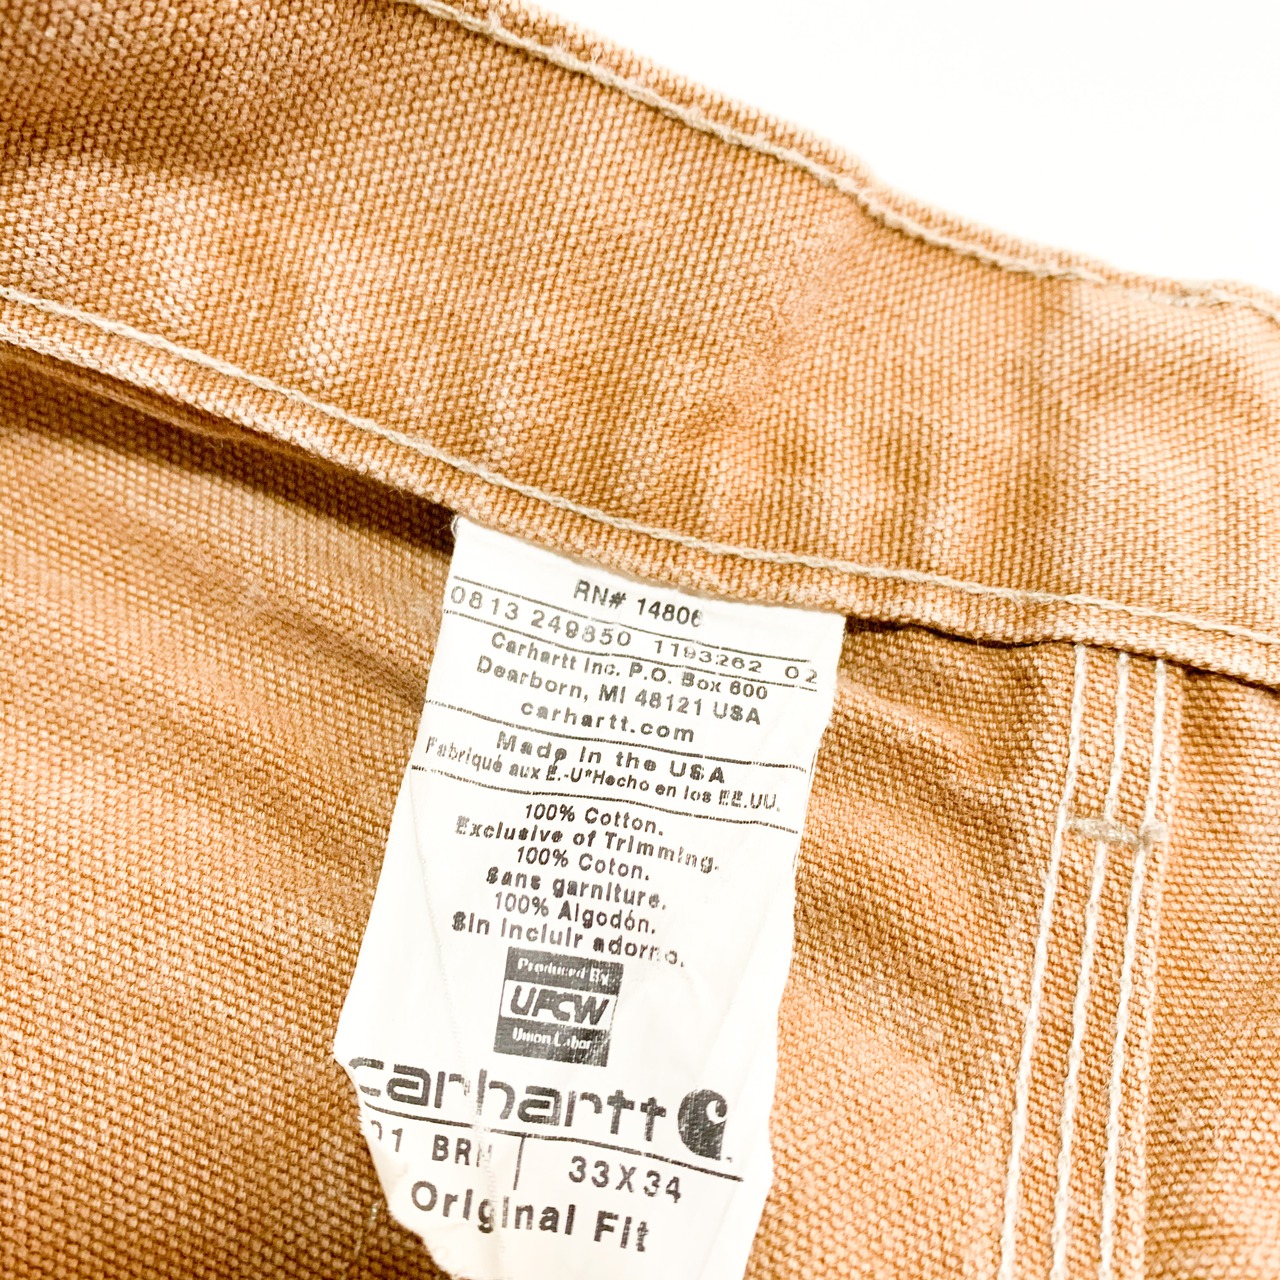 RN# 14806
0813 249850 1193262 02
Carhartt Inc. P.O. Box 600
Dearborn, MI 48121 USA
carhartt.com
Made in the USA
Fabriqué aux É.-U*Hecho en los EE.UU.
100% Cotton.
Exclusive of Trimming.
100% Coton.
Sans garniture.
100% Algodón.
Sin incluir adorno.
Produced By
UFCW
Union Labor
carhartt
BRN 33X34
Original Fit